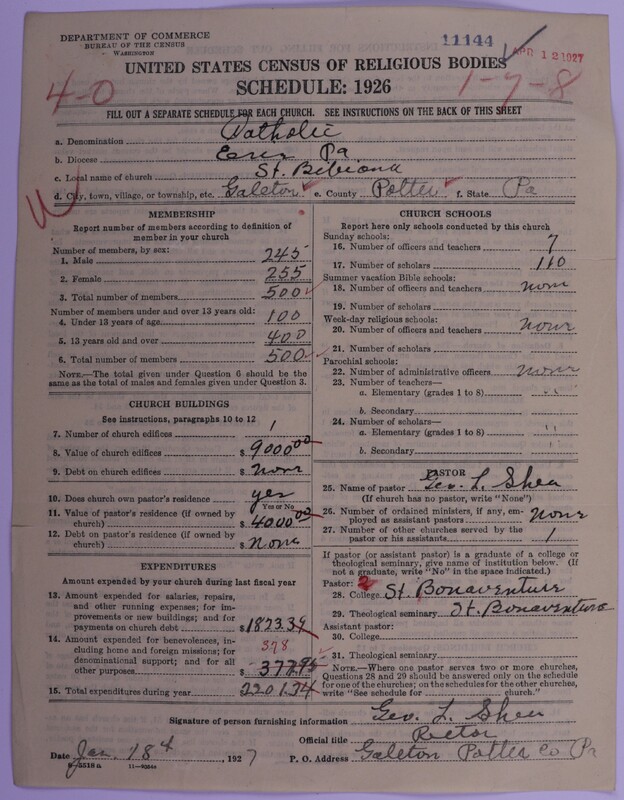 DEPARTMENT OF COMMERCE
BUREAU OF THE CENSUS
WASHINGTON
11144
APR 12 1927
UNITED STATES CENSUS OF RELIGIOUS BODIES
SCHEDULE: 1926
4-0
1-7-8
FILL OUT A SEPARATE SCHEDULE FOR EACH CHURCH. SEE INSTRUCTIONS ON THE BACK OF THIS SHEET
a. Denomination Catholic
b. Diocese Erie Pa
c. Local name of church St. Bibiana
d. City, town, village, or township, etc. Galeton e. County Potter f. State Pa
MEMBERSHIP
Report number of members according to definition of member in your church
Number of members, by sex:
1. Male 245
2. Female 255
3. Total number of members 500
Number of members under and over 13 years old:
4. Under 13 years of age 100
5. 13 years old and over 400
6. Total number of members 500
NOTE.—The total given under Question 6 should be the same as the total of males and females given under Question 3.
CHURCH BUILDINGS
See instructions, paragraphs 10 to 12
7. Number of church edifices 1
8. Value of church edifices $ 9000.00
9. Debt on church edifices $ None
10. Does church own pastor's residence yes
Yes or No
11. Value of pastor's residence (if owned by church) $ 4000.00
12. Debt on pastor's residence (if owned by church) $ None
EXPENDITURES
Amount expended by your church during last fiscal year
13. Amount expended for salaries, repairs, and other running expenses; for improvements on new buildings; and for payments on church debt $ 1823.39
378
14. Amount expended for benevolences, including home and foreign missions; for denominational support; and for all other purposes $ 377.95
15. Total expenditures during year $ 2201.34
CHURCH SCHOOLS
Report here only schools conducted by this church
Sunday schools:
16. Number of officers and teachers 7
17. Number of scholars 110
Summer vacation Bible schools:
18. Number of officers and teachers None
19. Number of scholars
Week-day religious schools:
20. Number of officers and teachers None
21. Number of scholars
Parochial schools:
22. Number of administrative officers None
23. Number of teachers—
a. Elementary (grades 1 to 8) "
b. Secondary
24. Number of scholars—
a. Elementary (grades 1 to 8) "
b. Secondary "
PASTOR
25. Name of pastor Geo. L. Shea
(If church has no pastor, write "None")
26. Number of ordained ministers, if any, employed as assistant pastors None
27. Number of other churches served by the pastor or his assistants 1
If pastor (or assistant pastor) is a graduate of a college or theological seminary, give name of institution below. (If not a graduate, write "No" in the space indicated.)
Pastor: 2
28. College St. Bonaventure
29. Theological seminary St. Bonaventure
Assistant pastor:
30. College
31. Theological seminary
NOTE.—Where one pastor serves two or more churches, Questions 28 and 29 should be answered only on the schedule for one of the churches; on the schedules for the other churches, write "See schedule for church."
Signature of person furnishing information Geo. L. Shea
Official title Rector
Date Jan. 18 4, 1927 P. O. Address Galeton Potter Co Pa
8-5518 a